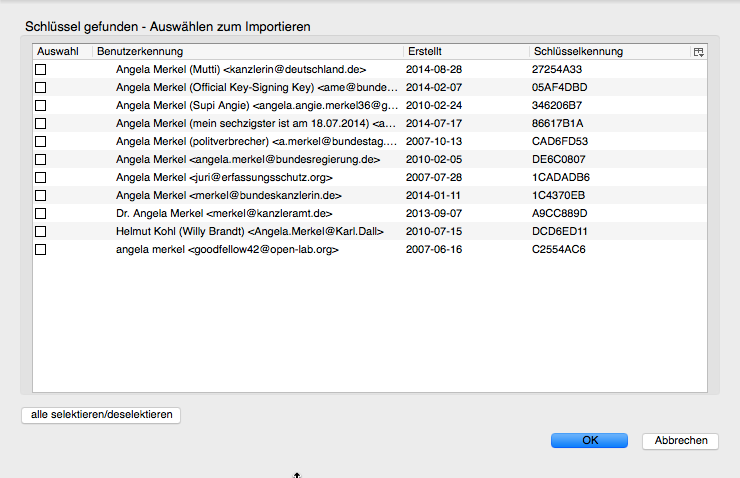 Schlüssel gefunden - Auswählen zum Importieren
Auswahl Benutzerkennung Erstellt Schlüsselkennung
Angela Merkel (Mutti) <kanzlerin@deutschland.de> 2014-08-28 27254A33
Angela Merkel (Official Key-Signing Key) <ame@bunde... 2014-02-07 05AF4DBD
Angela Merkel (Supi Angie) <angela.angie.merkel36@g... 2010-02-24 346206B7
Angela Merkel (mein sechzigster ist am 18.07.2014) <a... 2014-07-17 86617B1A
Angela Merkel (politverbrecher) <a.merkel@bundestag.... 2007-10-13 CAD6FD53
Angela Merkel <angela.merkel@bundesregierung.de> 2010-02-05 DE6C0807
Angela Merkel <juri@erfassungsschutz.org> 2007-07-28 1CADADB6
Angela Merkel <merkel@bundeskanzlerin.de> 2014-01-11 1C4370EB
Dr. Angela Merkel <merkel@kanzleramt.de> 2013-09-07 A9CC889D
Helmut Kohl (Willy Brandt) <Angela.Merkel@Karl.Dall> 2010-07-15 DCD6ED11
angela merkel <goodfellow42@open-lab.org> 2007-06-16 C2554AC6
alle selektieren/deselektieren
OK Abbrechen